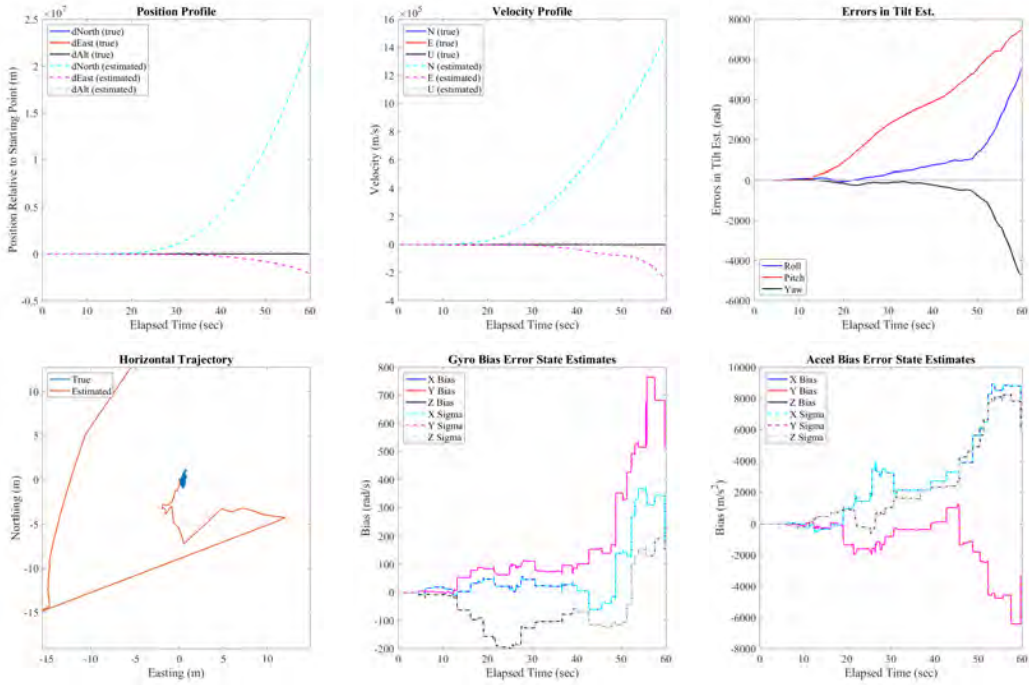 Position Profile
×10⁷
2.5
2
1.5
1
0.5
0
-0.5
0 10 20 30 40 50 60
Elapsed Time (sec)
Position Relative to Starting Point (m)
dNorth (true)
dEast (true)
dAlt (true)
dNorth (estimated)
dEast (estimated)
dAlt (estimated)
Velocity Profile
16 ×10⁵
14
12
10
8
6
4
2
0
-2
-4
0 10 20 30 40 50 60
Elapsed Time (sec)
Velocity (m/s)
N (true)
E (true)
U (true)
N (estimated)
E (estimated)
U (estimated)
Errors in Tilt Est.
8000
6000
4000
2000
0
-2000
-4000
-6000
0 10 20 30 40 50 60
Elapsed Time (sec)
Errors in Tilt Est. (rad)
Roll
Pitch
Yaw
Horizontal Trajectory
10
5
0
-5
-10
-15
-15 -10 -5 0 5 10
Easting (m)
Northing (m)
True
Estimated
Gyro Bias Error State Estimates
800
700
600
500
400
300
200
100
0
-100
-200
0 10 20 30 40 50 60
Elapsed Time (sec)
Bias (rad/s)
X Bias
Y Bias
Z Bias
X Sigma
Y Sigma
Z Sigma
Accel Bias Error State Estimates
10000
8000
6000
4000
2000
0
-2000
-4000
-6000
-8000
0 10 20 30 40 50 60
Elapsed Time (sec)
Bias (m/s²)
X Bias
Y Bias
Z Bias
X Sigma
Y Sigma
Z Sigma